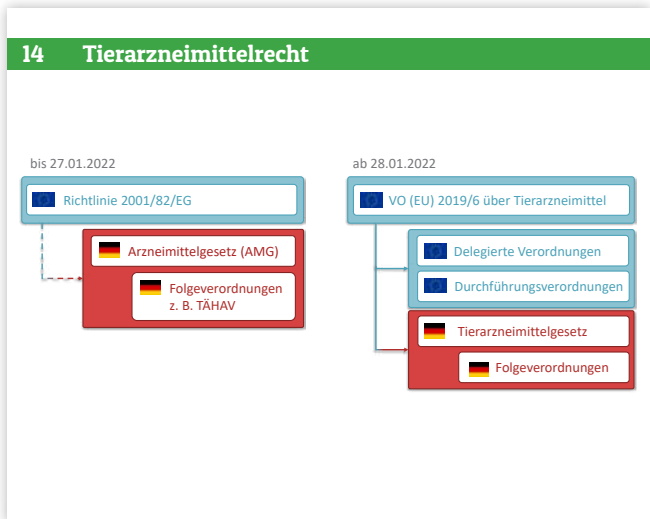 14 Tierarzneimittelrecht
bis 27.01.2022
Richtlinie 2001/82/EG
Arzneimittelgesetz (AMG)
Folgeverordnungen
z. B. TÄHAV
ab 28.01.2022
VO (EU) 2019/6 über Tierarzneimittel
Delegierte Verordnungen
Durchführungsverordnungen
Tierarzneimittelgesetz
Folgeverordnungen